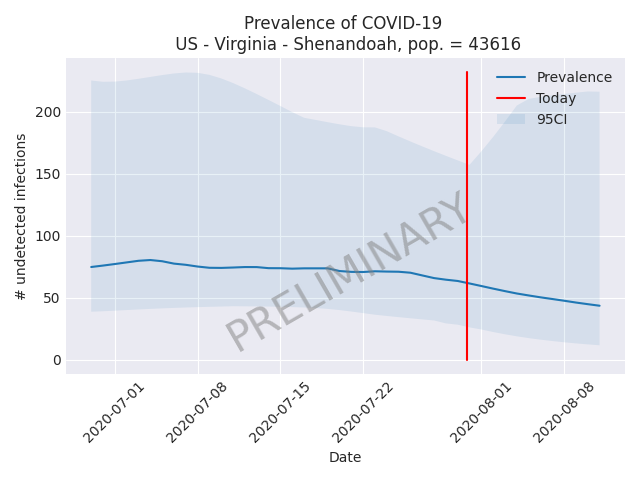 Prevalence of COVID-19
US - Virginia - Shenandoah, pop. = 43616
Prevalence
Today
95CI
200
150
100
50
0
# undetected infections
PRELIMINARY
2020-07-01
2020-07-08
2020-07-15
2020-07-22
2020-08-01
2020-08-08
Date